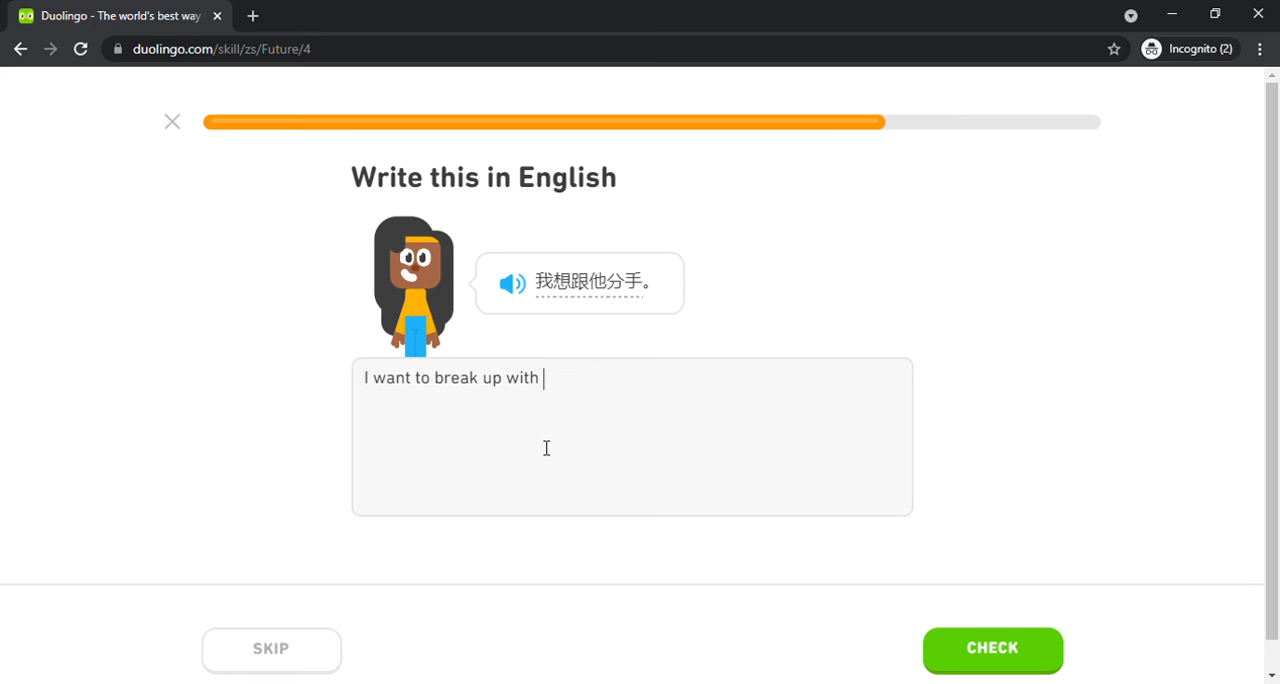 Duolingo - The world's best way
duolingo.com/skill/zs/Future/4
Incognito (2)
Write this in English
我想跟他分手。
I want to break up with
SKIP
CHECK